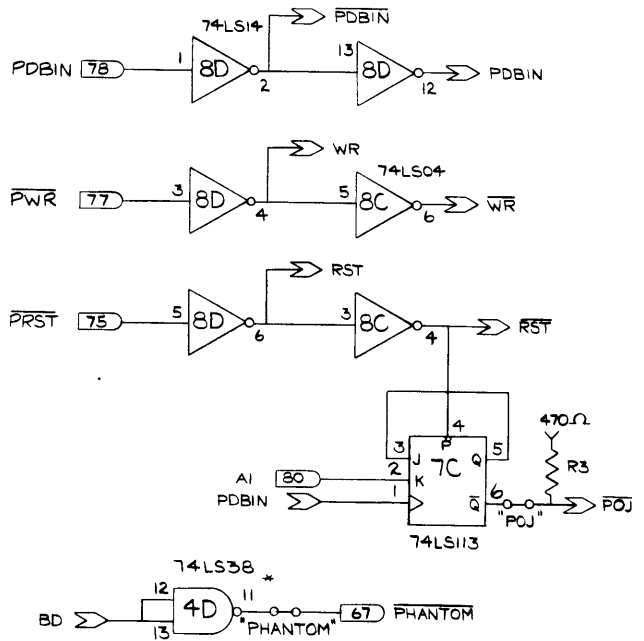 74LS14
PDBIN
PDBIN 78 1 8D 2 13 8D 12 PDBIN
WR
74LS04
PWR 77 3 8D 4 5 8C 6 WR
RST
PRST 75 5 8D 6 3 8C 4 RST
4
470Ω
3 J P 7C Q 5
R3
A1 80 2 K
PDBIN 1 Q 6 "POJ" POJ
74LS113
74LS38 *
BD 12 13 4D 11 "PHANTOM" 67 PHANTOM